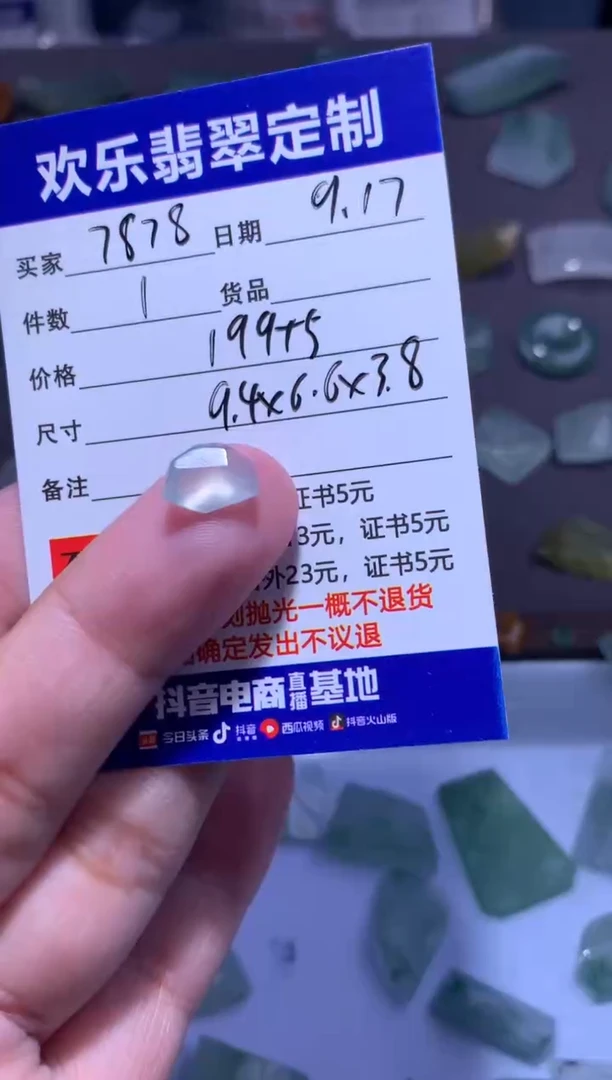 欢乐翡翠定制
买家 7878 日期 9.17
件数 1 货品
价格 199+5
尺寸 9.4x6.6x3.8
备注
证书5元
3元，证书5元
外23元，证书5元
刻抛光一概不退货
确定发出不议退
抖音电商直播基地
今日头条 抖音 西瓜视频 抖音火山版